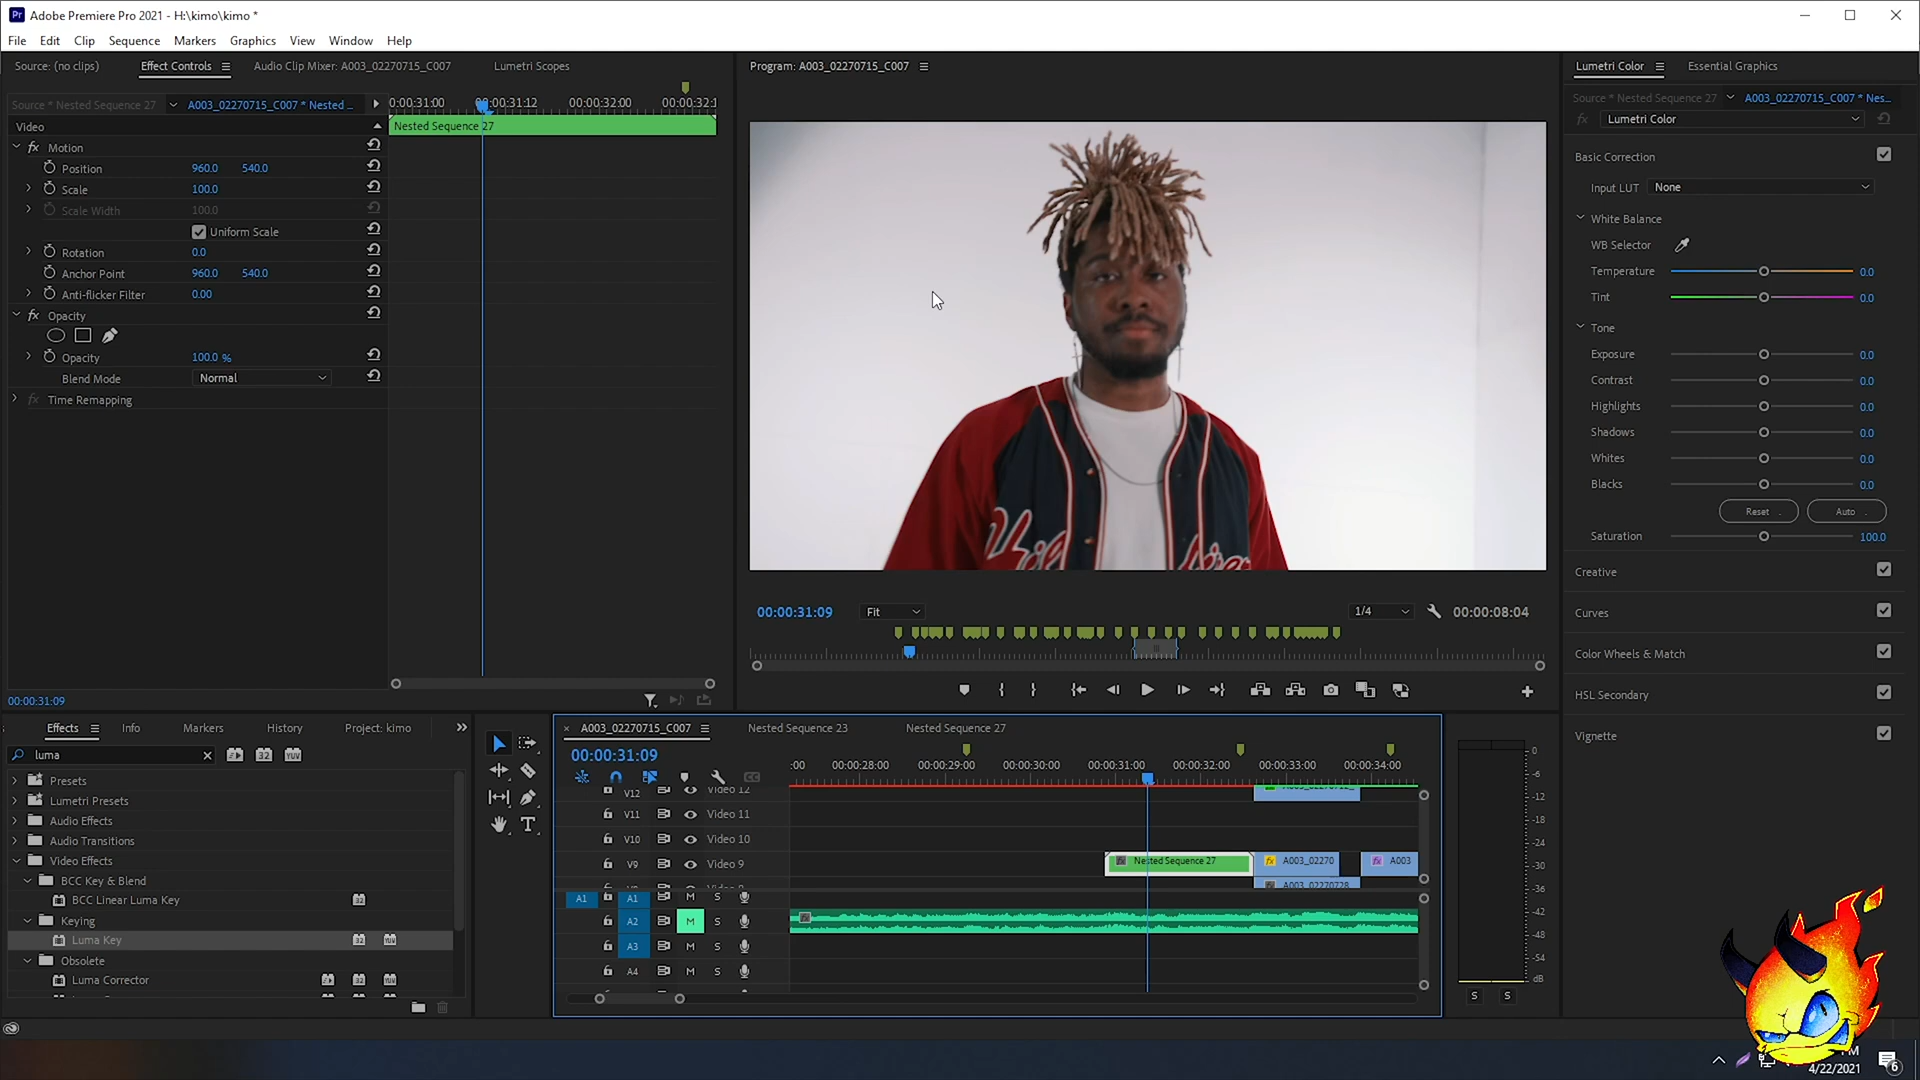 Adobe Premiere Pro 2021 - H:\kimo\kimo *
File Edit Clip Sequence Markers Graphics View Window Help
Source: (no clips) Effect Controls Audio Clip Mixer: A003_02270715_C007 Lumetri Scopes
Source * Nested Sequence 27 A003_02270715_C007 * Nested ...
0:00:31:00 00:00:31:12 00:00:32:00 00:00:32:1
Video
Nested Sequence 27
Motion
Position 960.0 540.0
Scale 100.0
Scale Width 100.0
Uniform Scale
Rotation 0.0
Anchor Point 960.0 540.0
Anti-flicker Filter 0.00
Opacity
Opacity 100.0 %
Blend Mode Normal
Time Remapping
00:00:31:09
Program: A003_02270715_C007
00:00:31:09 Fit 1/4 00:00:08:04
Lumetri Color Essential Graphics
Source * Nested Sequence 27 A003_02270715_C007 * Nes...
fx Lumetri Color
Basic Correction
Input LUT None
White Balance
WB Selector
Temperature 0.0
Tint 0.0
Tone
Exposure 0.0
Contrast 0.0
Highlights 0.0
Shadows 0.0
Whites 0.0
Blacks 0.0
Reset Auto
Saturation 100.0
Creative
Curves
Color Wheels & Match
HSL Secondary
Vignette
Effects Info Markers History Project: kimo
luma
Presets
Lumetri Presets
Audio Effects
Audio Transitions
Video Effects
BCC Key & Blend
BCC Linear Luma Key
Keying
Luma Key
Obsolete
Luma Corrector
A003_02270715_C007 Nested Sequence 23 Nested Sequence 27
00:00:31:09
:00 00:00:28:00 00:00:29:00 00:00:30:00 00:00:31:00 00:00:32:00 00:00:33:00 00:00:34:00
V12 Video 12
V11 Video 11
V10 Video 10
V9 Video 9 Nested Sequence 27 A003_02270 A003
A003_02270728
A1 A1 M S
A2 M S
A3 M S
A4 M S
0
-6
-12
-18
-24
-30
-36
-42
-48
-54
dB
S S
4/22/2021
6